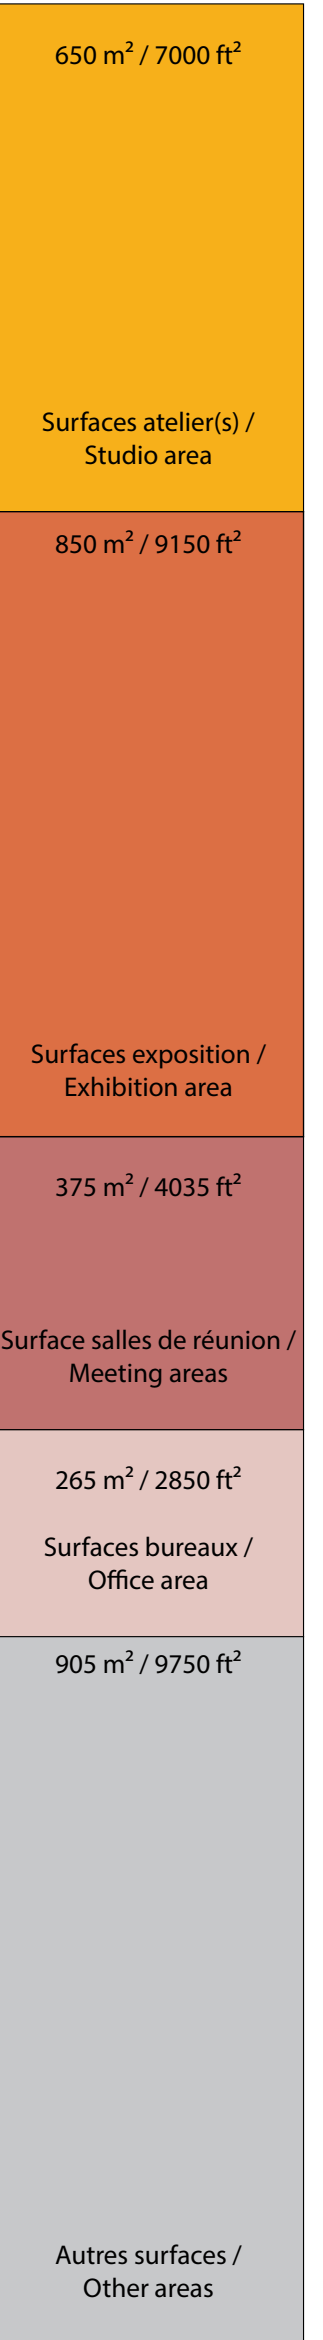 650 m² / 7000 ft²
Surfaces atelier(s) /
Studio area
850 m² / 9150 ft²
Surfaces exposition /
Exhibition area
375 m² / 4035 ft²
Surface salles de réunion /
Meeting areas
265 m² / 2850 ft²
Surfaces bureaux /
Office area
905 m² / 9750 ft²
Autres surfaces /
Other areas